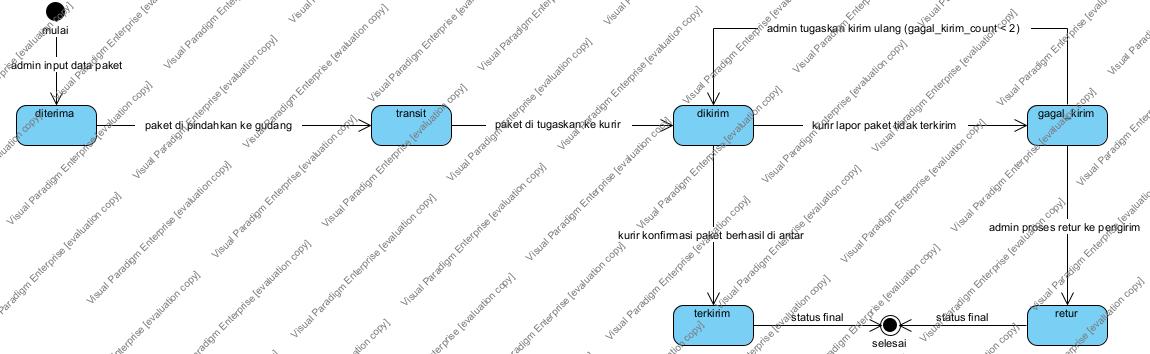 mulai
admin input data paket
diterima
paket di pindahkan ke gudang
transit
paket di tugaskan ke kurir
dikirim
admin tugaskan kirim ulang (gagal_kirim_count < 2)
kurir lapor paket tidak terkirim
gagal_kirim
kurir konfirmasi paket berhasil di antar
admin proses retur ke pengirim
terkirim
status final
selesai
status final
retur
Visual Paradigm Enterprise [evaluation copy]